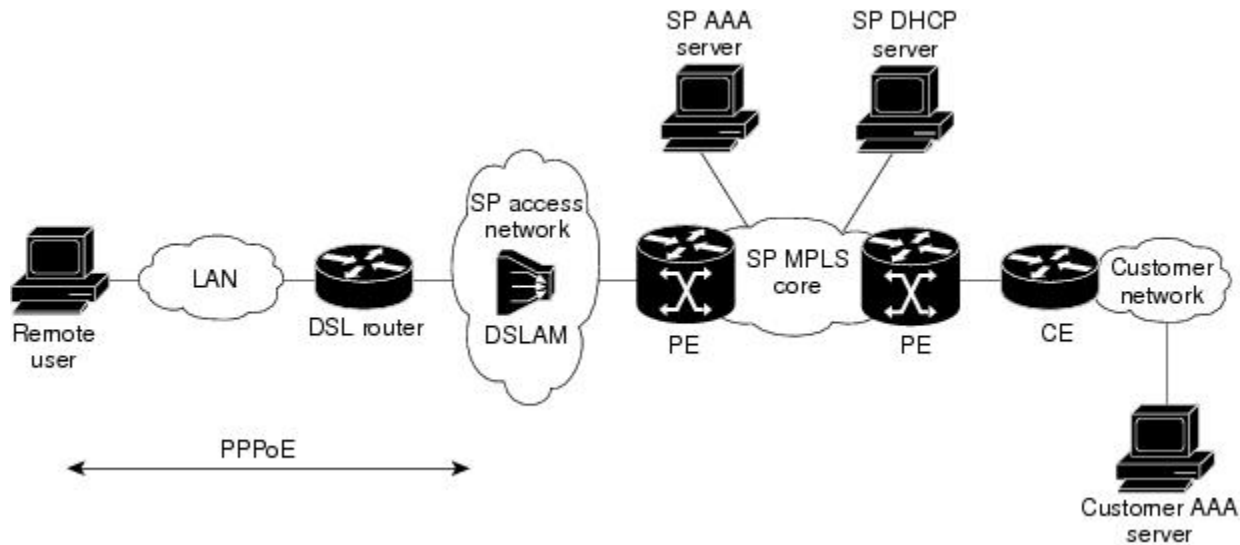 SP AAA
server
SP DHCP
server
SP access
network
DSLAM
LAN
SP MPLS
core
Customer
network
Remote
user
DSL router
PE
PE
CE
PPPoE
Customer AAA
server